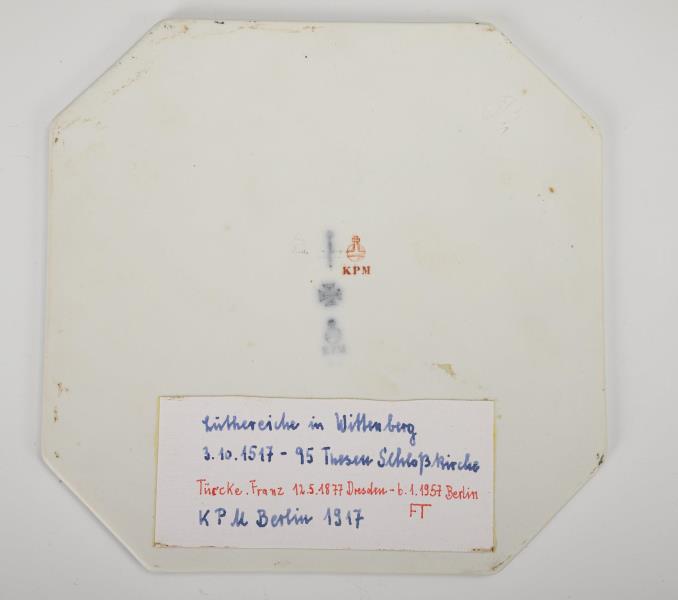 KPM
KPM
Luthereiche in Wittenberg
3.10.1517 - 95 Thesen Schloßkirche
Türcke. Franz 12.5.1877 Dresden - 6.1.1957 Berlin
FT
KPM Berlin 1917